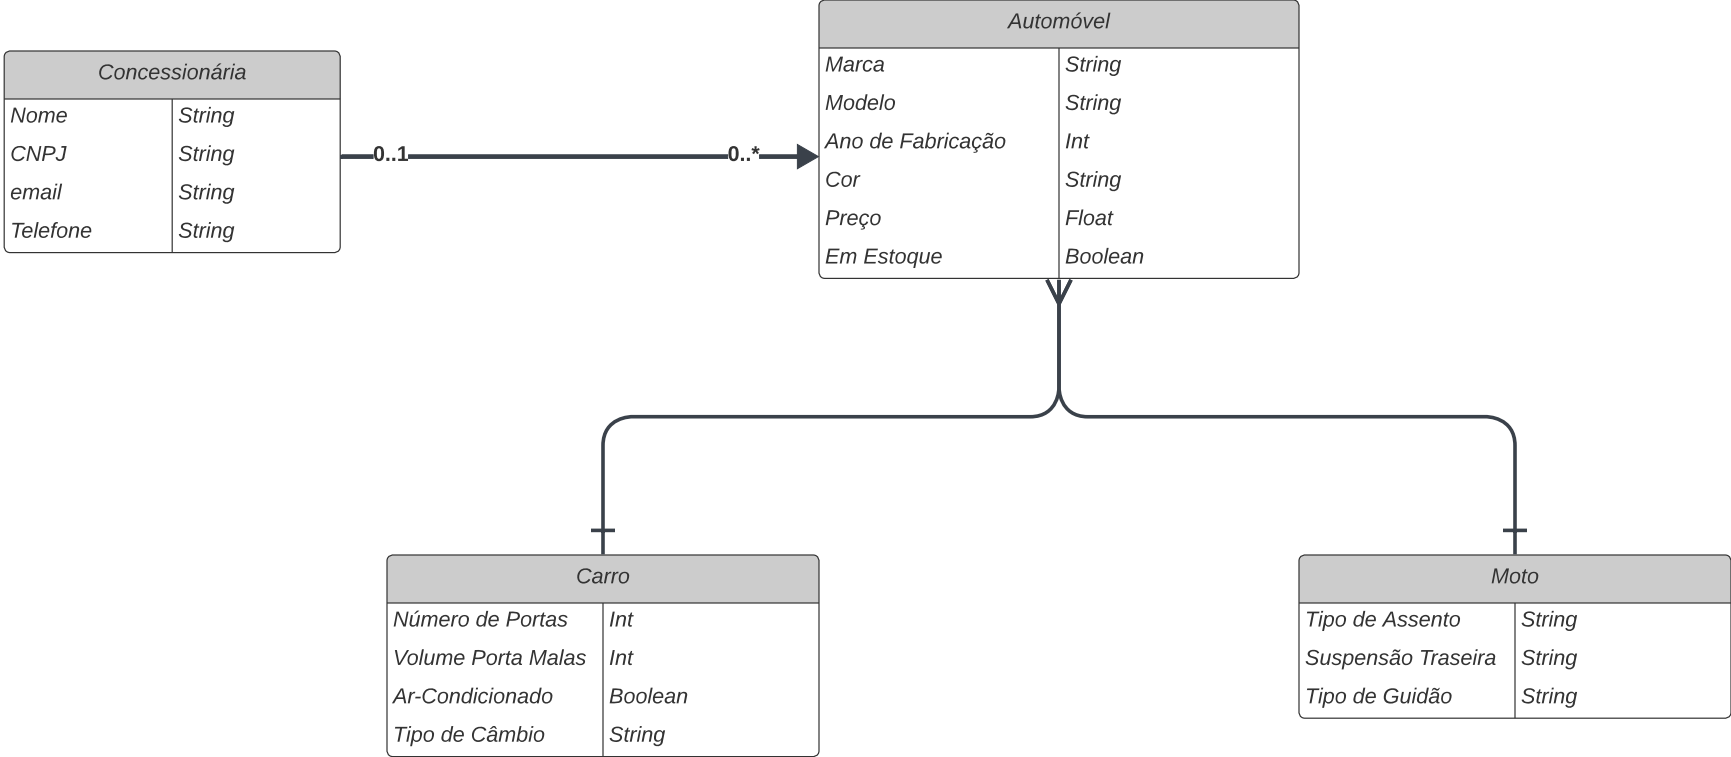 Automóvel
Marca String
Modelo String
Ano de Fabricação Int
Cor String
Preço Float
Em Estoque Boolean
Concessionária
Nome String
CNPJ String
email String
Telefone String
0..1 0..*
Carro
Número de Portas Int
Volume Porta Malas Int
Ar-Condicionado Boolean
Tipo de Câmbio String
Moto
Tipo de Assento String
Suspensão Traseira String
Tipo de Guidão String